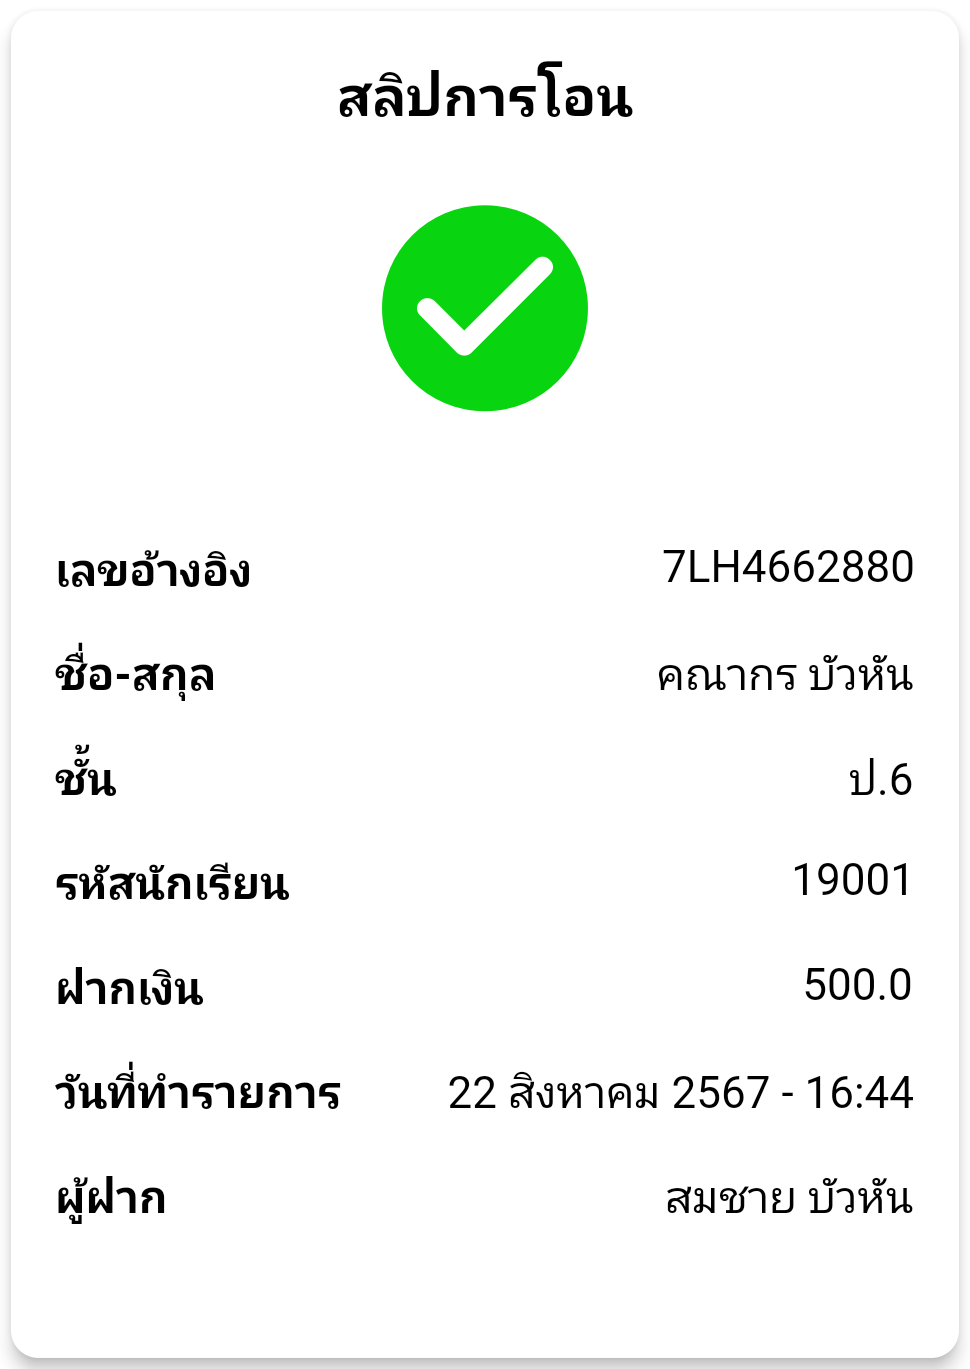 สลิปการโอน
เลขอ้างอิง 7LH4662880
ชื่อ-สกุล คณากร บัวหัน
ชั้น ป.6
รหัสนักเรียน 19001
ฝากเงิน 500.0
วันที่ทำรายการ 22 สิงหาคม 2567 - 16:44
ผู้ฝาก สมชาย บัวหัน